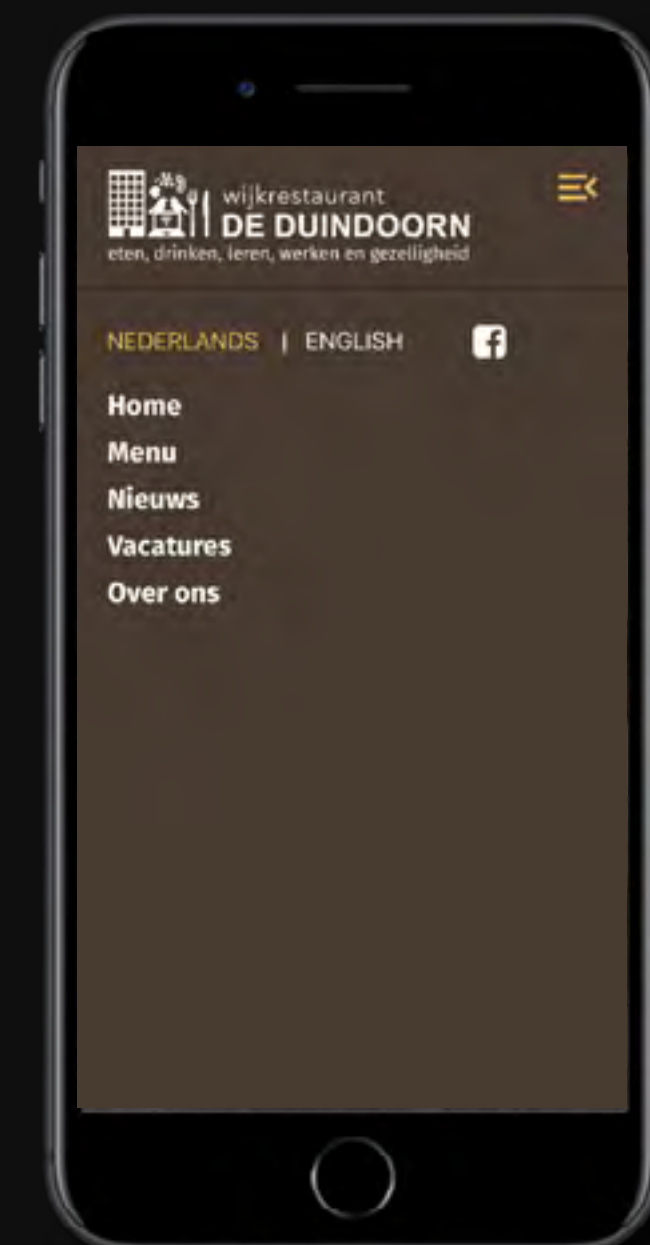 wijkrestaurant
DE DUINDOORN
eten, drinken, leren, werken en gezelligheid
NEDERLANDS | ENGLISH
Home
Menu
Nieuws
Vacatures
Over ons